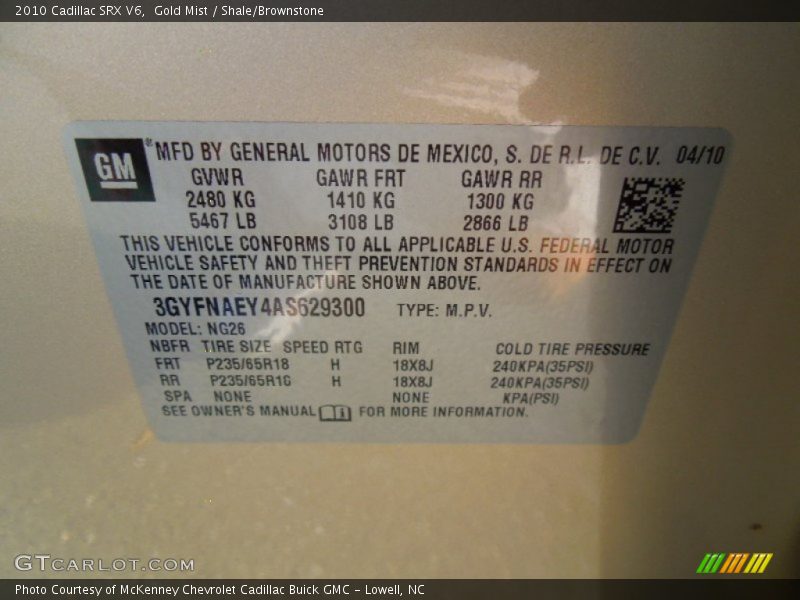 2010 Cadillac SRX V6,  Gold Mist / Shale/Brownstone
GM ® MFD BY GENERAL MOTORS DE MEXICO, S. DE R.L. DE C.V. 04/10
GVWR GAWR FRT GAWR RR
2480 KG 1410 KG 1300 KG
5467 LB 3108 LB 2866 LB
THIS VEHICLE CONFORMS TO ALL APPLICABLE U.S. FEDERAL MOTOR
VEHICLE SAFETY AND THEFT PREVENTION STANDARDS IN EFFECT ON
THE DATE OF MANUFACTURE SHOWN ABOVE.
3GYFNAEY4AS629300 TYPE: M.P.V.
MODEL: NG26
NBFR TIRE SIZE SPEED RTG RIM COLD TIRE PRESSURE
FRT P235/65R18 H 18X8J 240KPA(35PSI)
RR P235/65R18 H 18X8J 240KPA(35PSI)
SPA NONE NONE KPA(PSI)
SEE OWNER'S MANUAL FOR MORE INFORMATION.
GTCARLOT.COM
Photo Courtesy of McKenney Chevrolet Cadillac Buick GMC - Lowell, NC